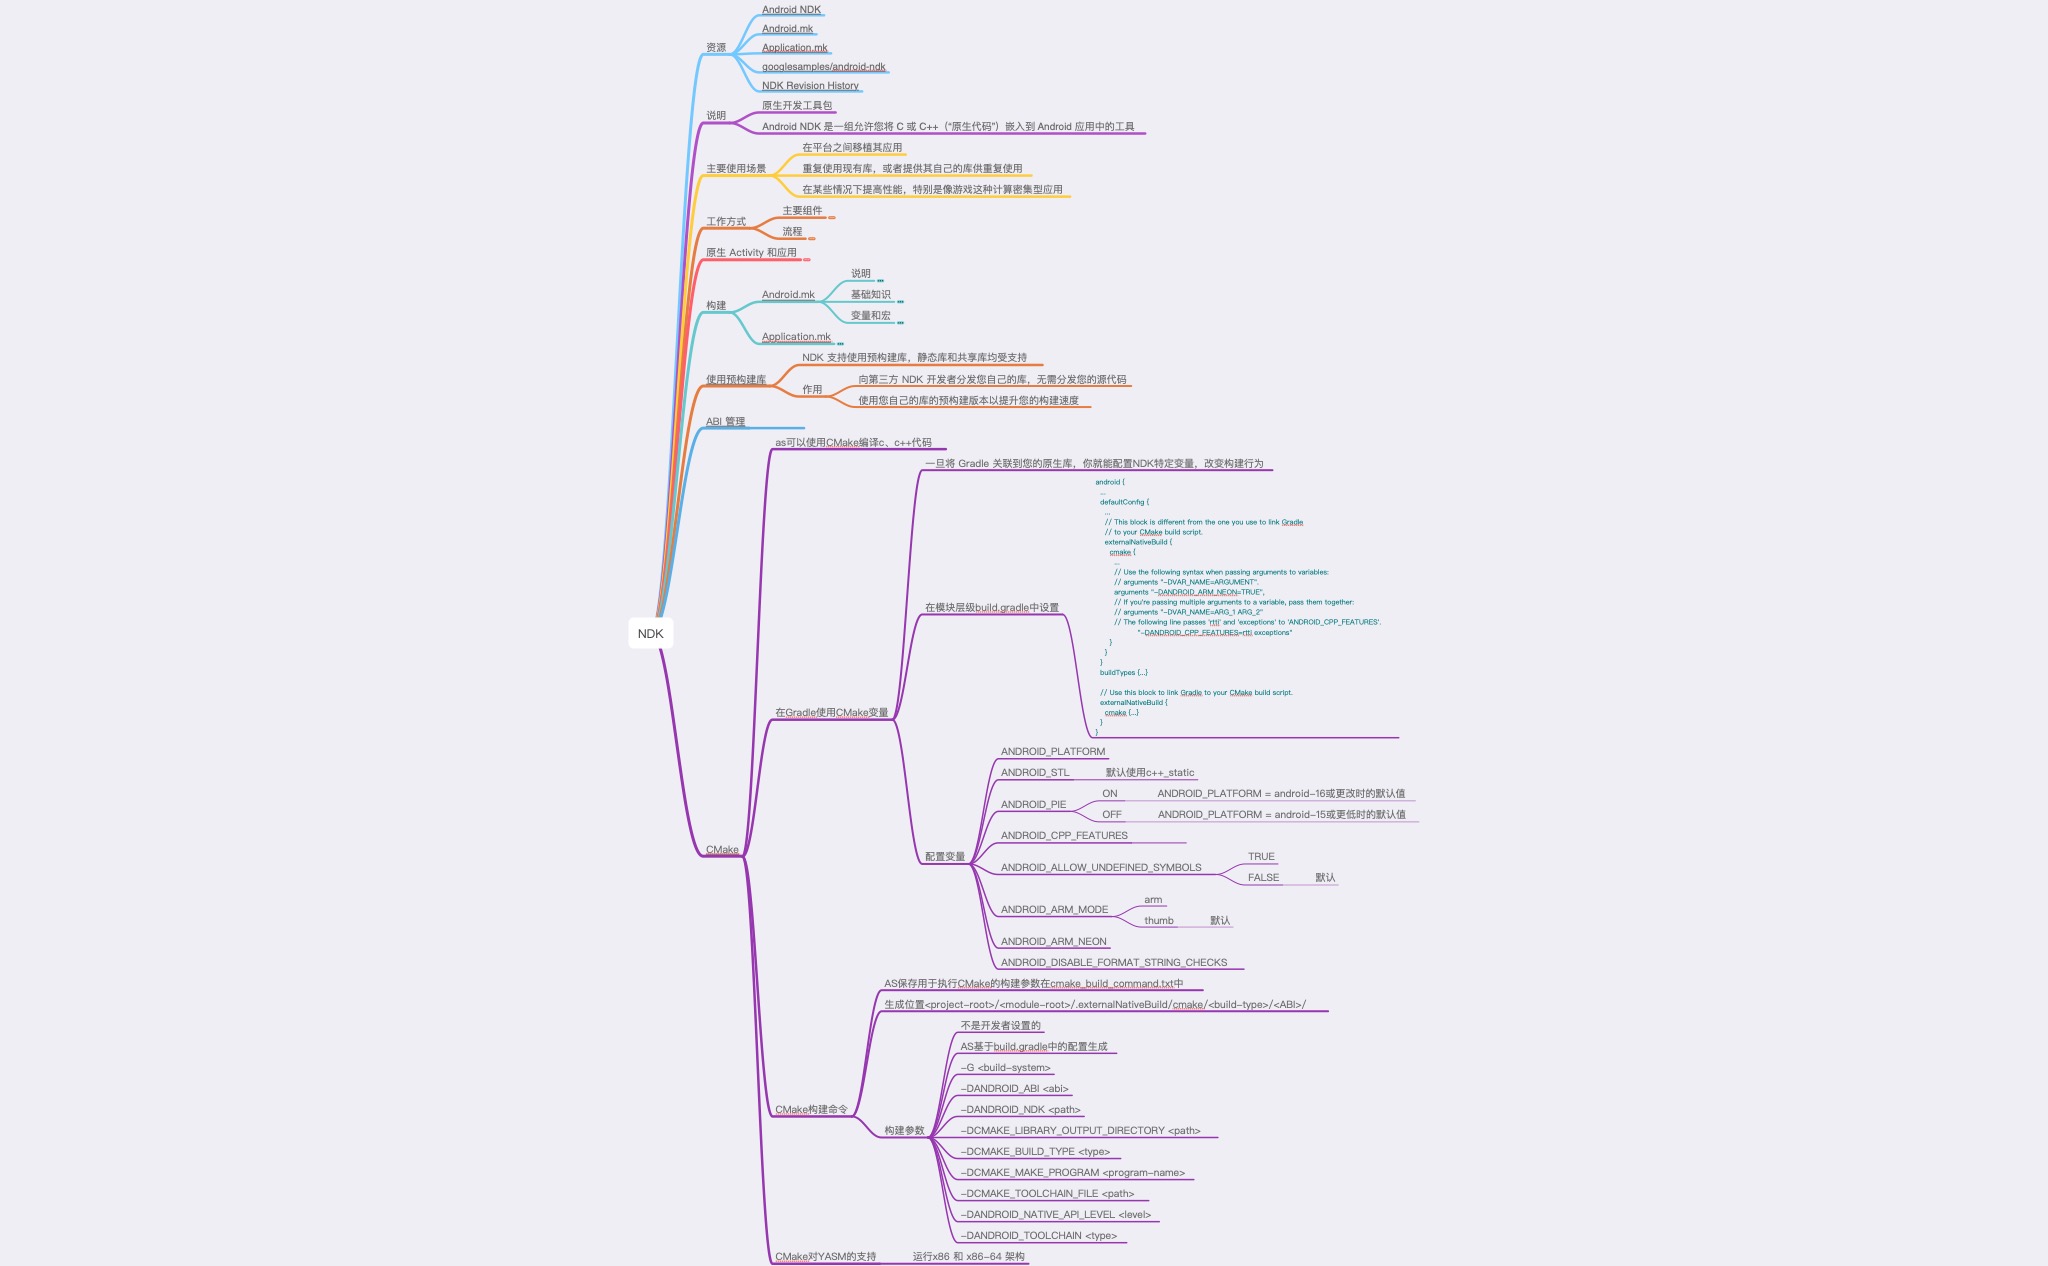 Android NDK
Android.mk
Application.mk
googlesamples/android-ndk
NDK Revision History
资源
说明
原生开发工具包
Android NDK 是一组允许您将 C 或 C++（“原生代码”）嵌入到 Android 应用中的工具
主要使用场景
在平台之间移植其应用
重复使用现有库，或者提供其自己的库供重复使用
在某些情况下提高性能，特别是像游戏这种计算密集型应用
工作方式
主要组件
流程
原生 Activity 和应用
构建
Android.mk
说明
基础知识
变量和宏
Application.mk
使用预构建库
NDK 支持使用预构建库，静态库和共享库均受支持
作用
向第三方 NDK 开发者分发您自己的库，无需分发您的源代码
使用您自己的库的预构建版本以提升您的构建速度
ABI 管理
NDK
CMake
as可以使用CMake编译c、c++代码
在Gradle使用CMake变量
一旦将 Gradle 关联到您的原生库，你就能配置NDK特定变量，改变构建行为
在模块层级build.gradle中设置
android {
...
defaultConfig {
...
// This block is different from the one you use to link Gradle
// to your CMake build script.
externalNativeBuild {
cmake {
...
// Use the following syntax when passing arguments to variables:
// arguments "-DVAR_NAME=ARGUMENT".
arguments "-DANDROID_ARM_NEON=TRUE",
// If you're passing multiple arguments to a variable, pass them together:
// arguments "-DVAR_NAME=ARG_1 ARG_2"
// The following line passes 'rtti' and 'exceptions' to 'ANDROID_CPP_FEATURES'.
"-DANDROID_CPP_FEATURES=rtti exceptions"
}
}
}
buildTypes {...}
// Use this block to link Gradle to your CMake build script.
externalNativeBuild {
cmake {...}
}
}
配置变量
ANDROID_PLATFORM
ANDROID_STL 默认使用c++_static
ANDROID_PIE
ON ANDROID_PLATFORM = android-16或更改时的默认值
OFF ANDROID_PLATFORM = android-15或更低时的默认值
ANDROID_CPP_FEATURES
ANDROID_ALLOW_UNDEFINED_SYMBOLS
TRUE
FALSE 默认
ANDROID_ARM_MODE
arm
thumb 默认
ANDROID_ARM_NEON
ANDROID_DISABLE_FORMAT_STRING_CHECKS
CMake构建命令
AS保存用于执行CMake的构建参数在cmake_build_command.txt中
生成位置<project-root>/<module-root>/.externalNativeBuild/cmake/<build-type>/<ABI>/
构建参数
不是开发者设置的
AS基于build.gradle中的配置生成
-G <build-system>
-DANDROID_ABI <abi>
-DANDROID_NDK <path>
-DCMAKE_LIBRARY_OUTPUT_DIRECTORY <path>
-DCMAKE_BUILD_TYPE <type>
-DCMAKE_MAKE_PROGRAM <program-name>
-DCMAKE_TOOLCHAIN_FILE <path>
-DANDROID_NATIVE_API_LEVEL <level>
-DANDROID_TOOLCHAIN <type>
CMake对YASM的支持 运行x86 和 x86-64 架构